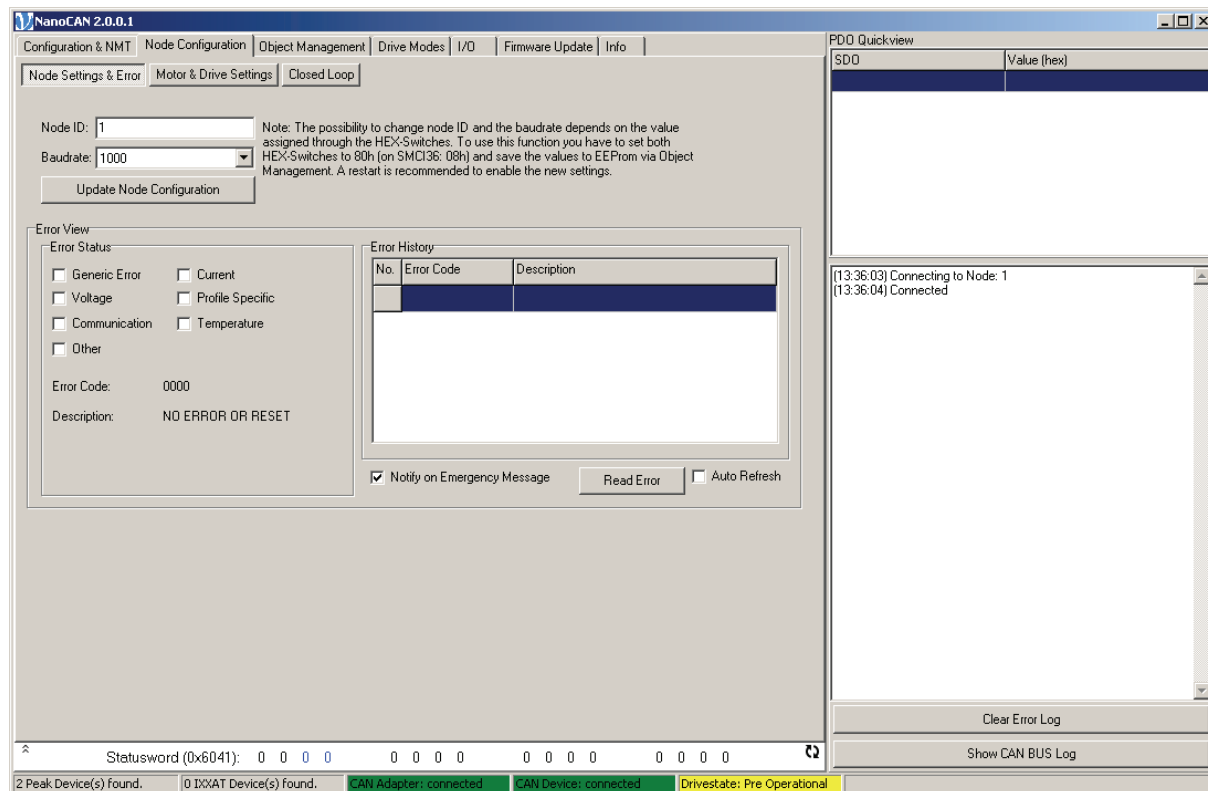 NanoCAN 2.0.0.1
Configuration & NMT Node Configuration Object Management Drive Modes I/O Firmware Update Info
Node Settings & Error Motor & Drive Settings Closed Loop
Node ID: 1
Baudrate: 1000
Update Node Configuration
Note: The possibility to change node ID and the baudrate depends on the value
assigned through the HEX-Switches. To use this function you have to set both
HEX-Switches to 80h (on SMCI36: 08h) and save the values to EEProm via Object
Management. A restart is recommended to enable the new settings.
Error View
Error Status
Generic Error Current
Voltage Profile Specific
Communication Temperature
Other
Error Code: 0000
Description: NO ERROR OR RESET
Error History
No. Error Code Description
Notify on Emergency Message Read Error Auto Refresh
Statusword (0x6041): 0 0 0 0 0 0 0 0 0 0 0 0 0 0 0 0
PDO Quickview
SDO Value (hex)
(13:36:03) Connecting to Node: 1
(13:36:04) Connected
Clear Error Log
Show CAN BUS Log
2 Peak Device(s) found. 0 IXXAT Device(s) found. CAN Adapter: connected CAN Device: connected Drivestate: Pre Operational